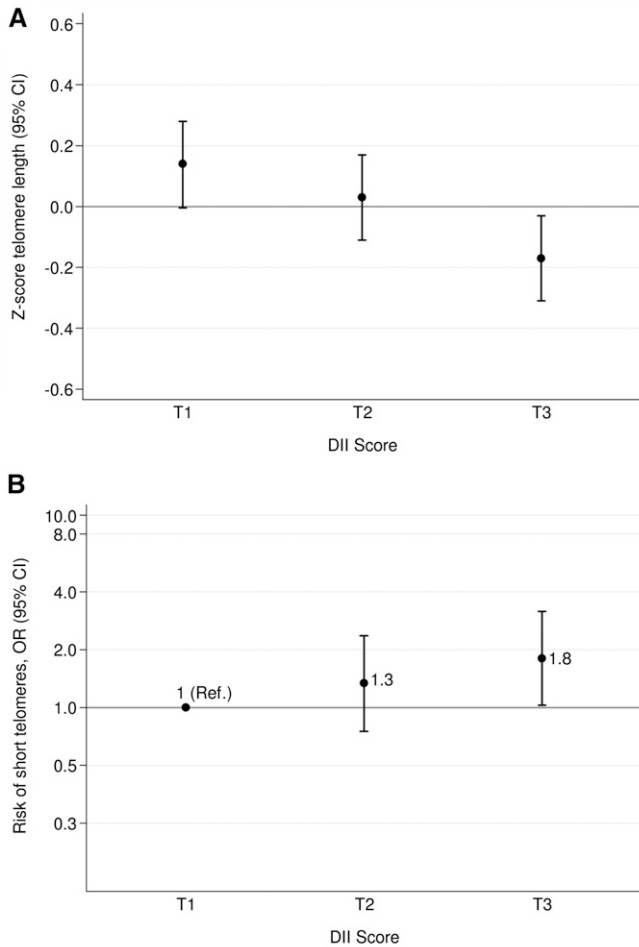 A
Z-score telomere length (95% CI)
0.6
0.4
0.2
0.0
-0.2
-0.4
-0.6
T1 T2 T3
DII Score
B
Risk of short telomeres, OR (95% CI)
10.0
8.0
4.0
2.0
1.0
0.5
0.3
1 (Ref.)
1.3
1.8
T1 T2 T3
DII Score